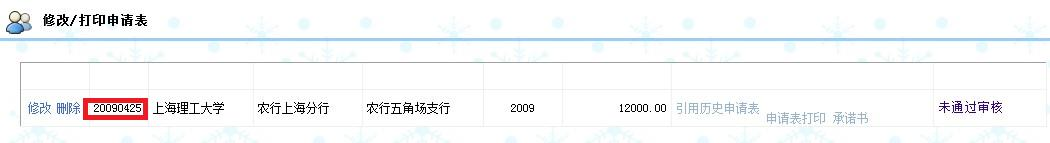 修改/打印申请表
修改 删除 20090425 上海理工大学 农行上海分行 农行五角场支行 2009 12000.00 引用历史申请表 申请表打印 承诺书 未通过审核